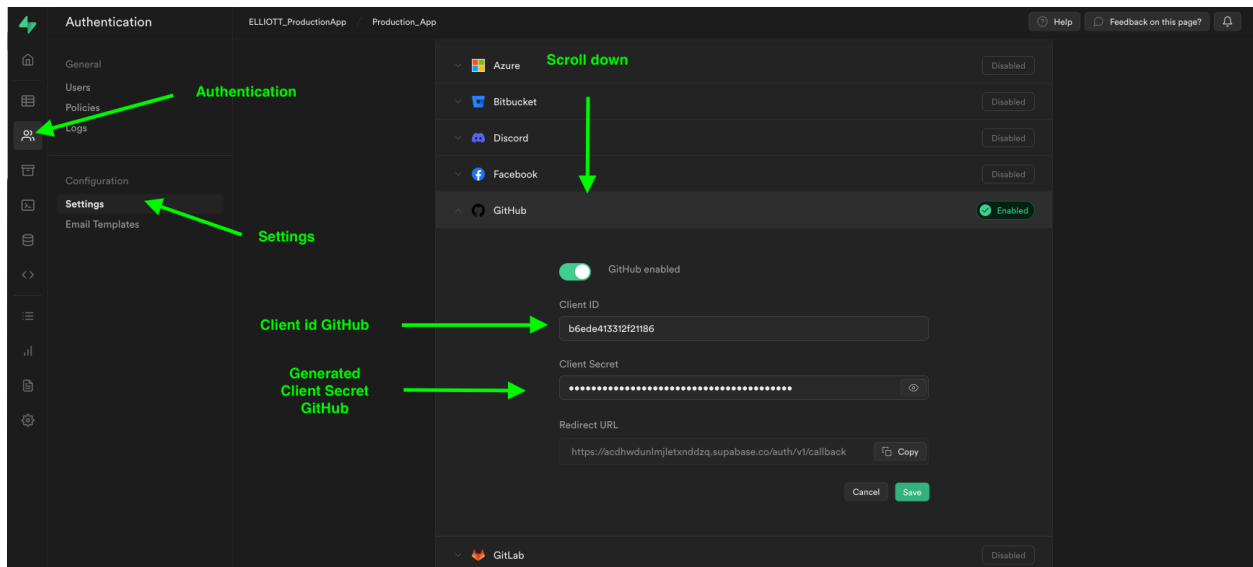 Authentication
ELLIOTT_ProductionApp / Production_App
Help
Feedback on this page?
General
Users
Policies
Logs
Configuration
Settings
Email Templates
Authentication
Settings
Scroll down
Azure
Disabled
Bitbucket
Disabled
Discord
Disabled
Facebook
Disabled
GitHub
Enabled
GitHub enabled
Client id GitHub
Client ID
b6ede413312f21186
Generated
Client Secret
GitHub
Client Secret
••••••••••••••••••••••••••••••••••••••••
Redirect URL
https://acdhwdunlmjletxnddzq.supabase.co/auth/v1/callback
Copy
Cancel
Save
GitLab
Disabled